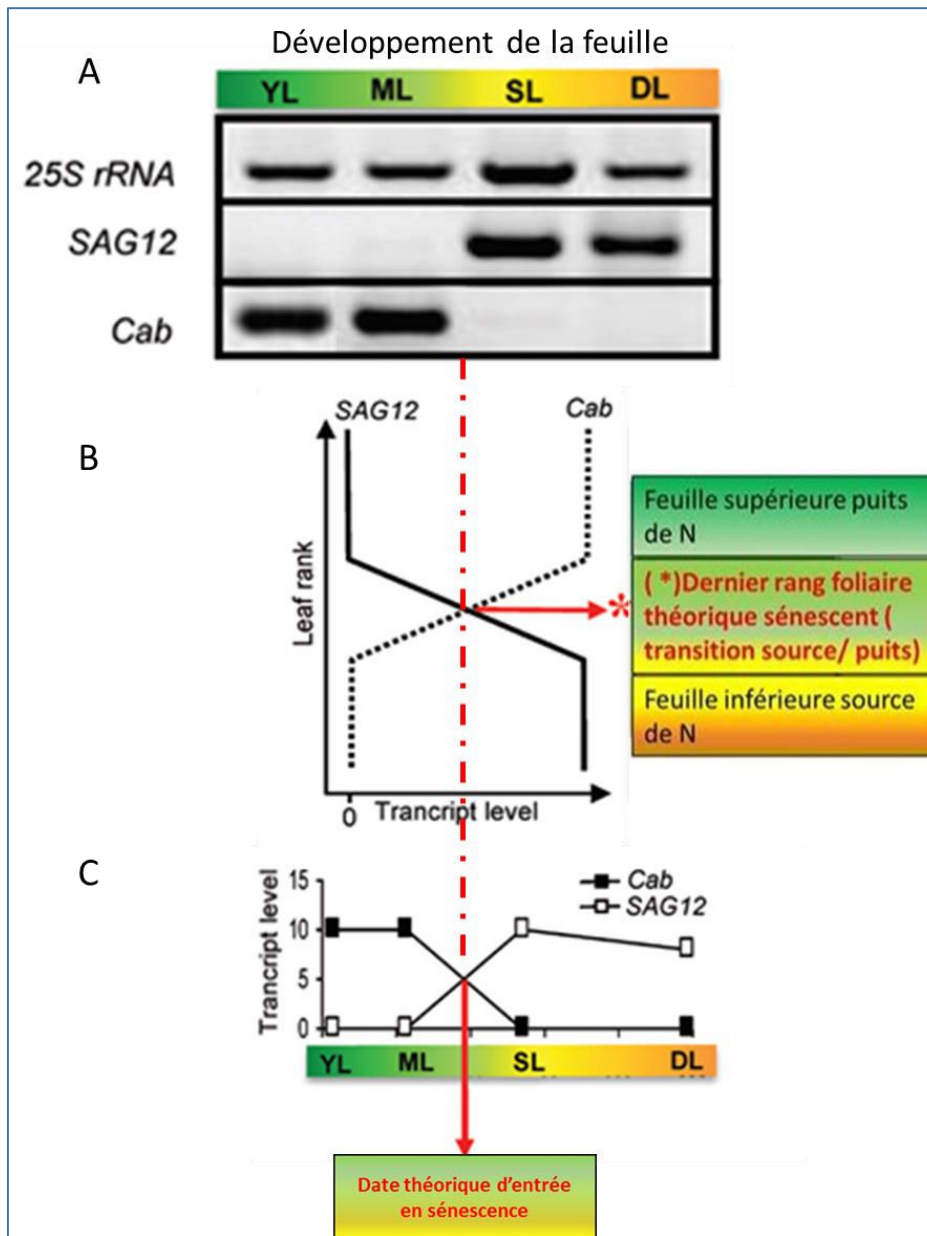 Développement de la feuille
A
YL ML SL DL
25S rRNA
SAG12
Cab
B
SAG12 Cab
Leaf rank
0 Trancript level
Feuille supérieure puits
de N
(*)Dernier rang foliaire
théorique sénescent (
transition source/ puits)
Feuille inférieure source
de N
*
C
Trancript level
15
10
5
0
Cab
SAG12
YL ML SL DL
Date théorique d'entrée
en sénescence